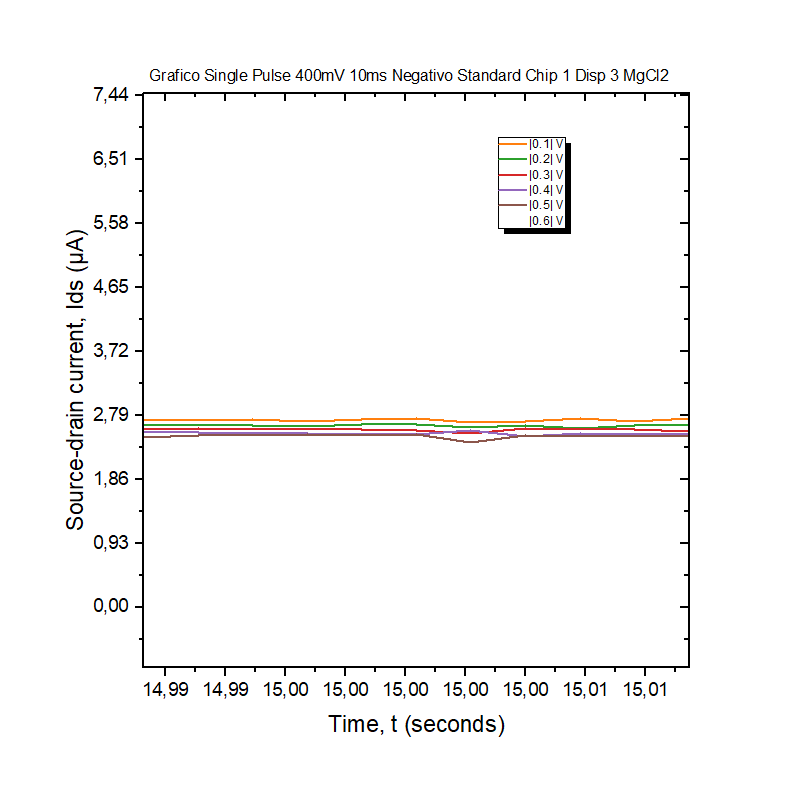 Grafico Single Pulse 400mV 10ms Negativo Standard Chip 1 Disp 3 MgCl2
7,44
6,51
5,58
4,65
3,72
2,79
1,86
0,93
0,00
Source-drain current, Ids (µA)
|0.1| V
|0.2| V
|0.3| V
|0.4| V
|0.5| V
|0.6| V
14,99 14,99 15,00 15,00 15,00 15,00 15,00 15,01 15,01
Time, t (seconds)